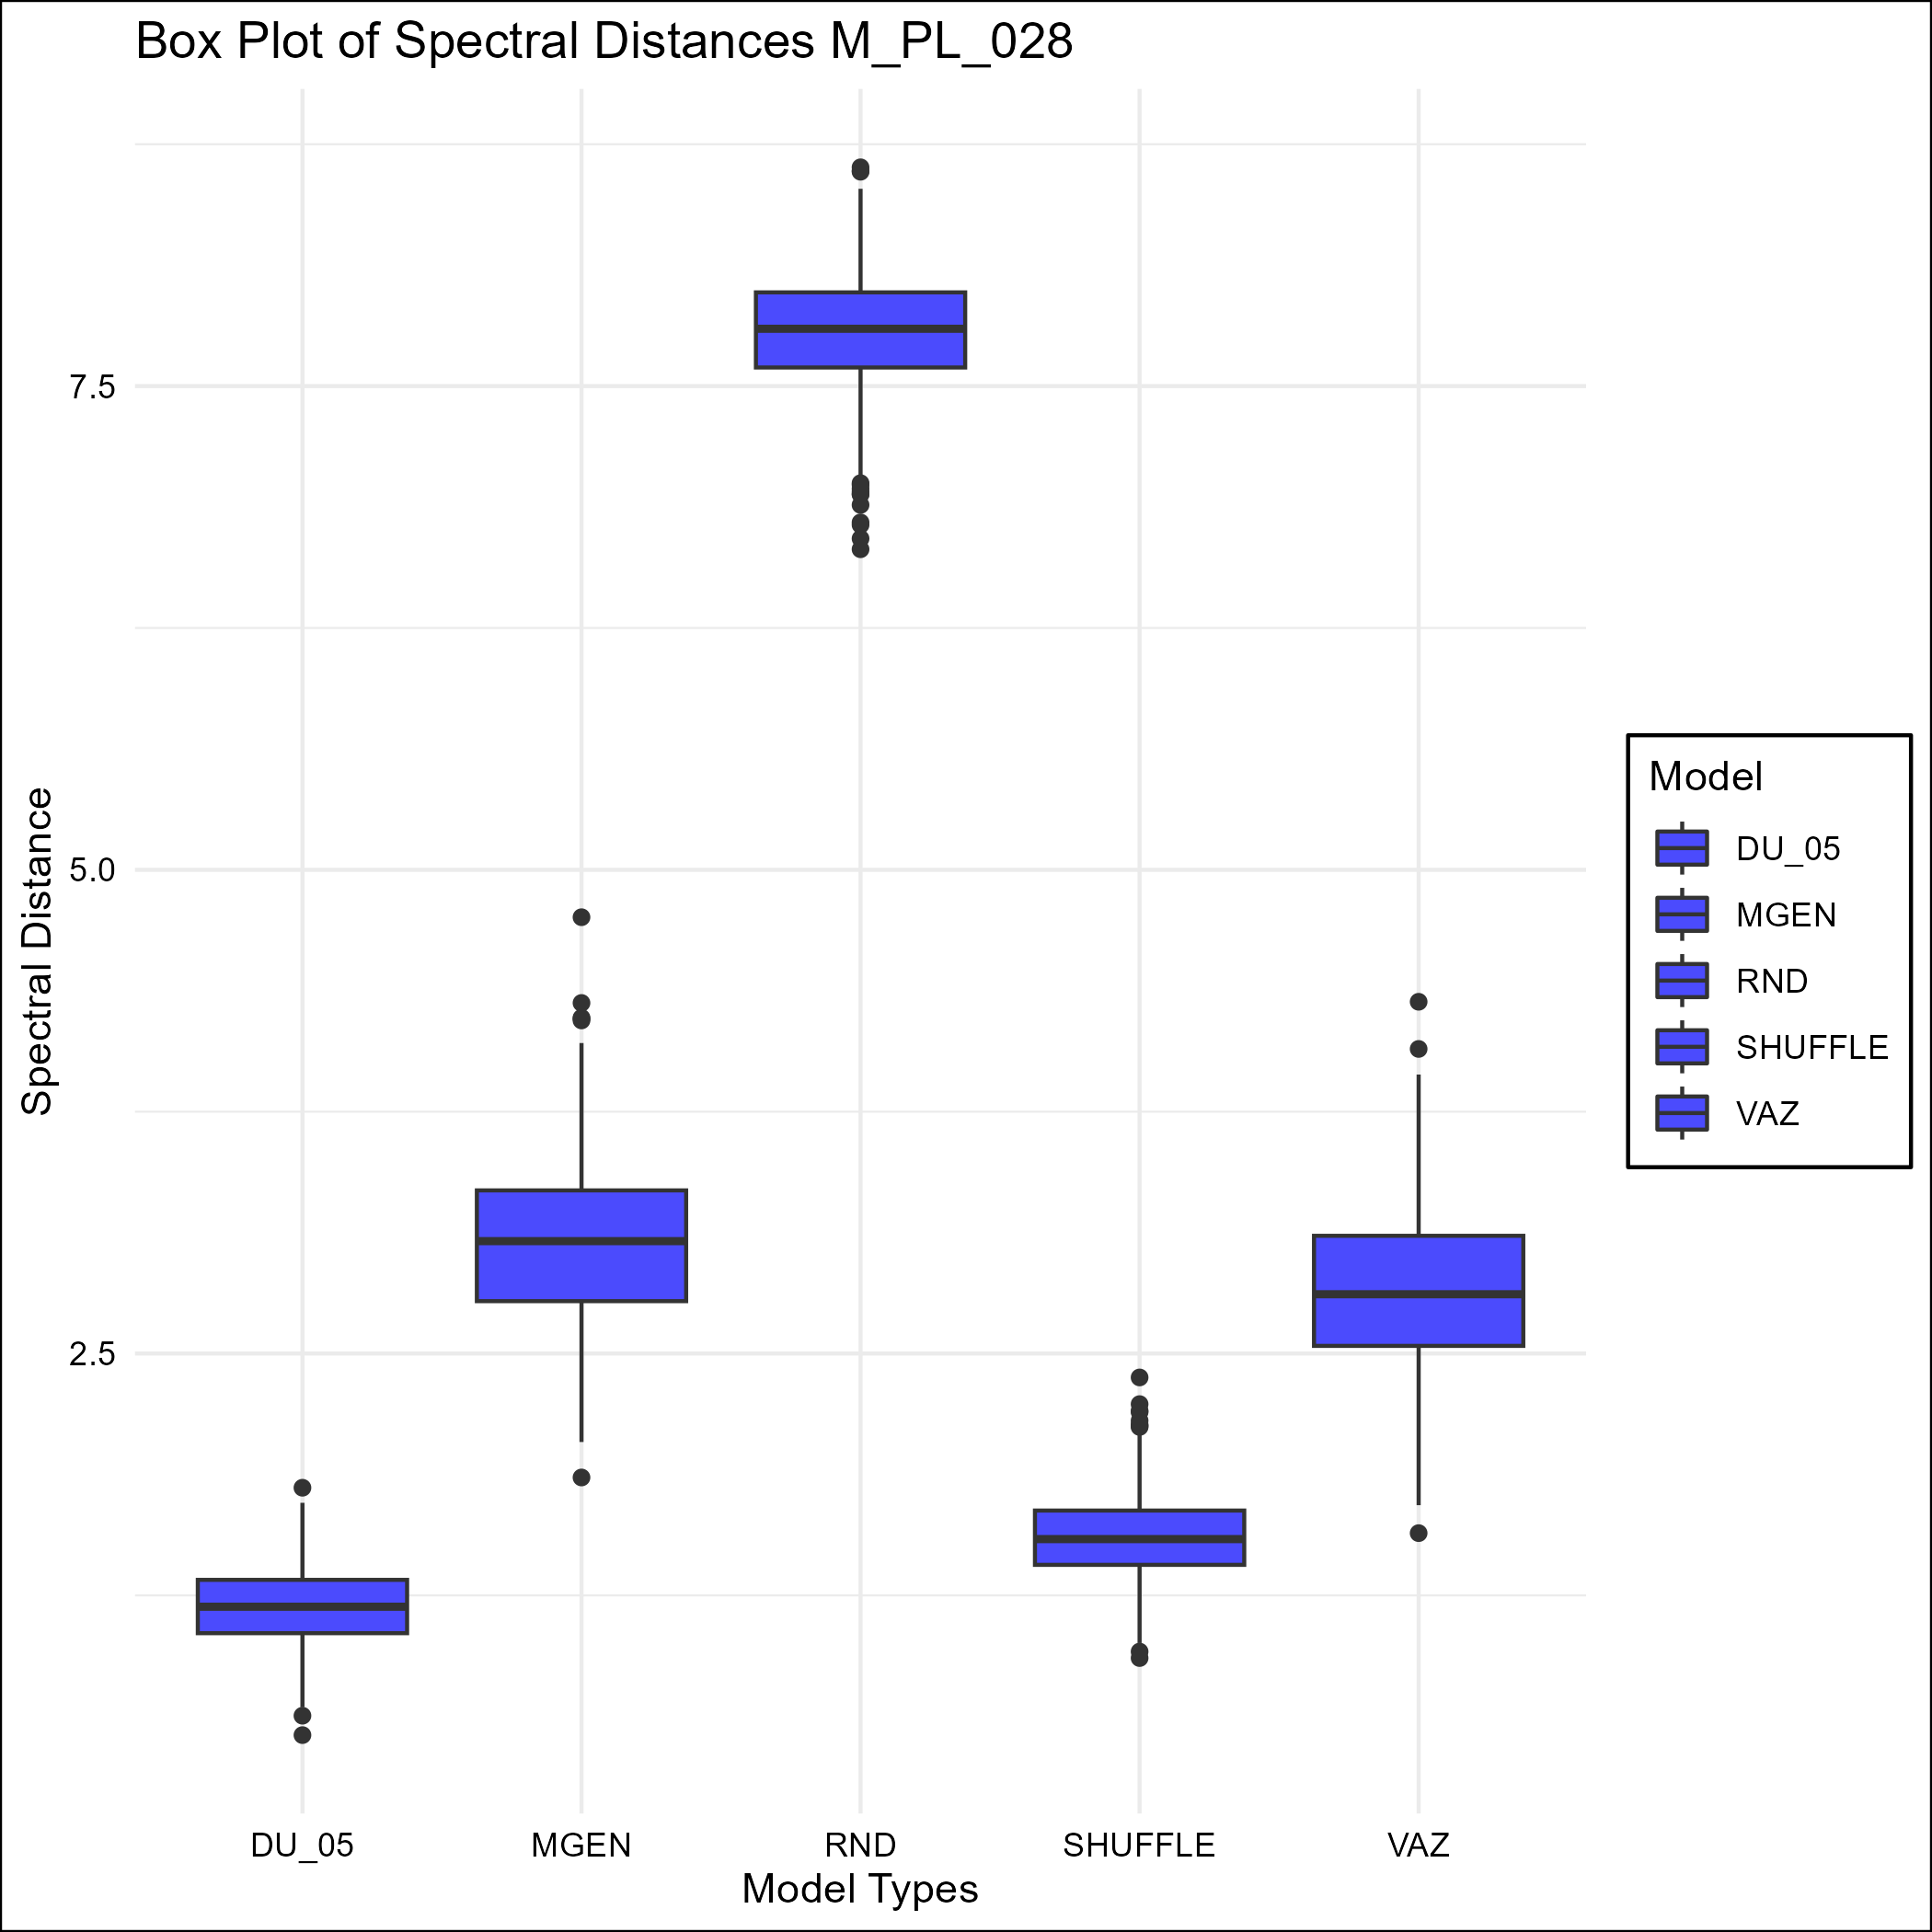 Box Plot of Spectral Distances M_PL_028
Spectral Distance
7.5
5.0
2.5
DU_05
MGEN
RND
SHUFFLE
VAZ
Model Types
Model
DU_05
MGEN
RND
SHUFFLE
VAZ